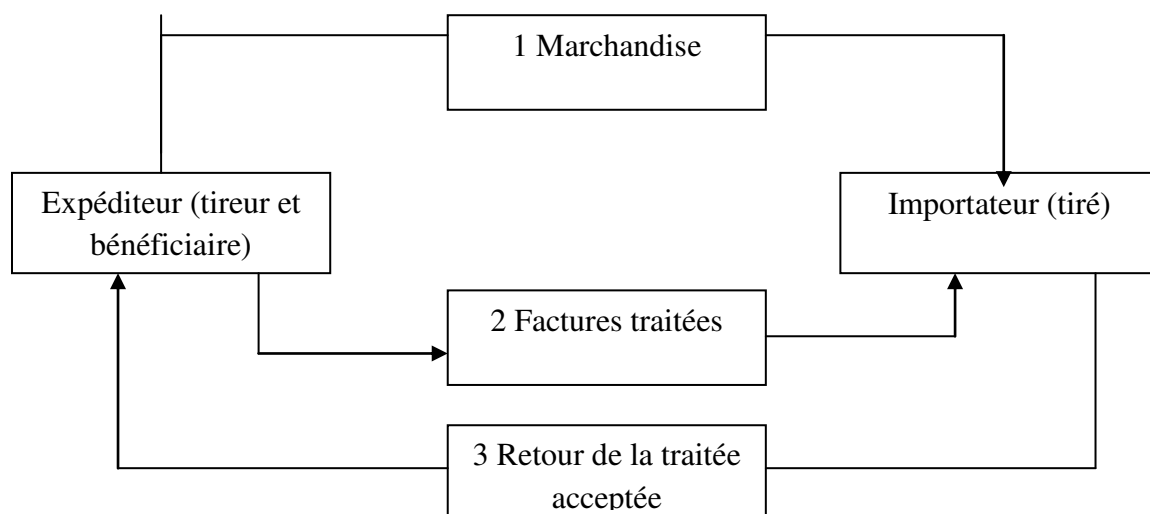 1 Marchandise
Expéditeur (tireur et
bénéficiaire)
Importateur (tiré)
2 Factures traitées
3 Retour de la traitée
acceptée